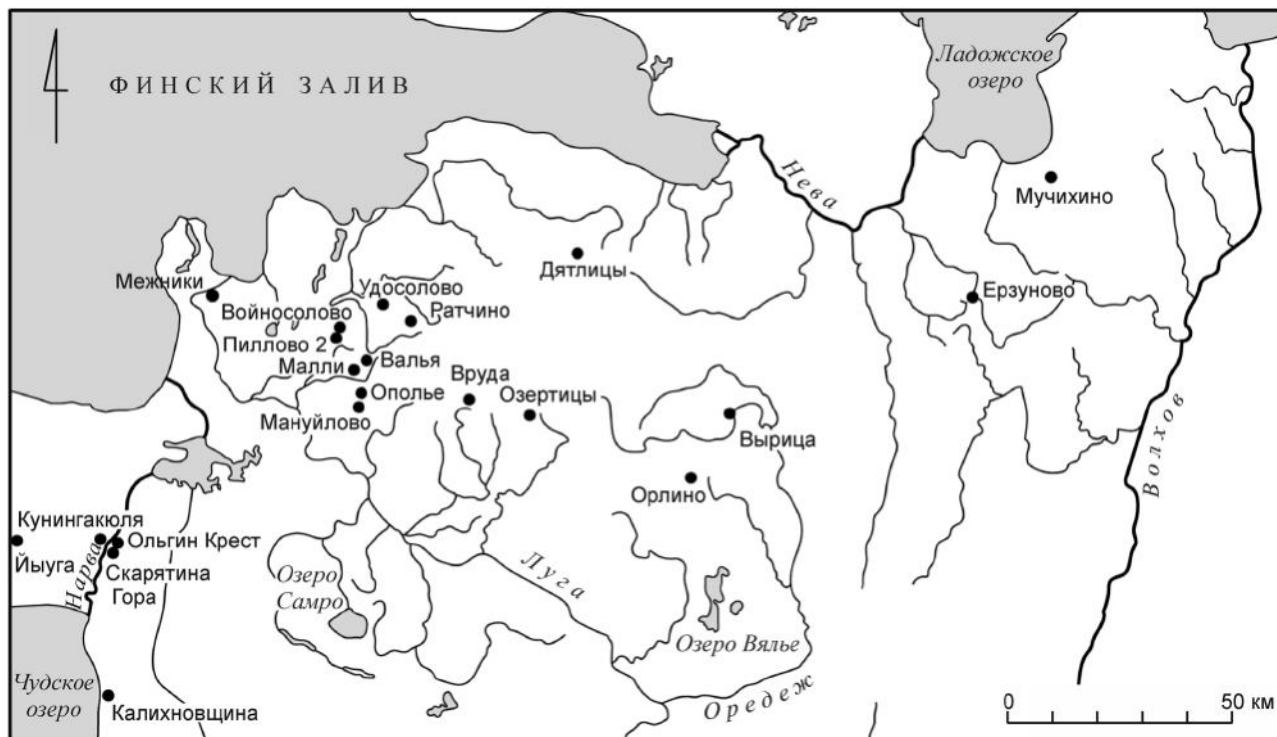 ФИНСКИЙ ЗАЛИВ
Ладожское
озеро
Нева
Мучихино
Дятлицы
Межники
Удосолово
Войносолово
Ратчино
Ерзуново
Пиллово 2
Малли
Валья
Вруда
Ополье
Озертицы
Мануйлово
Вырица
Волхов
Орлино
Кунингакюля
Ольгин Крест
Йыуга
Нарва
Скарятина
Гора
Луга
Озеро
Самро
Озеро Вялье
Чудское
озеро
Калихновщина
Оредеж
0 50 км